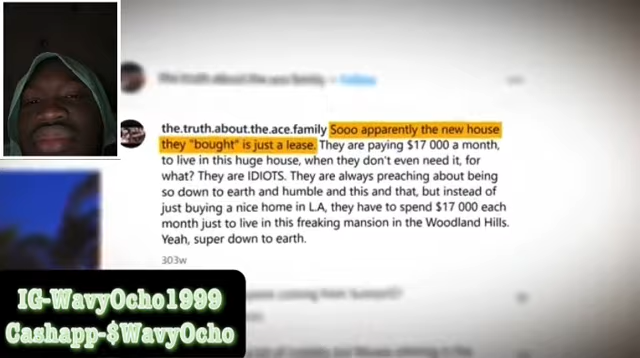 the.truth.about.the.ace.family Sooo apparently the new house
they "bought" is just a lease. They are paying $17 000 a month,
to live in this huge house, when they don't even need it, for
what? They are IDIOTS. They are always preaching about being
so down to earth and humble and this and that, but instead of
just buying a nice home in L.A, they have to spend $17 000 each
month just to live in this freaking mansion in the Woodland Hills.
Yeah, super down to earth.
303w
IG-WavyOcho1999
Cashapp-$WavyOcho